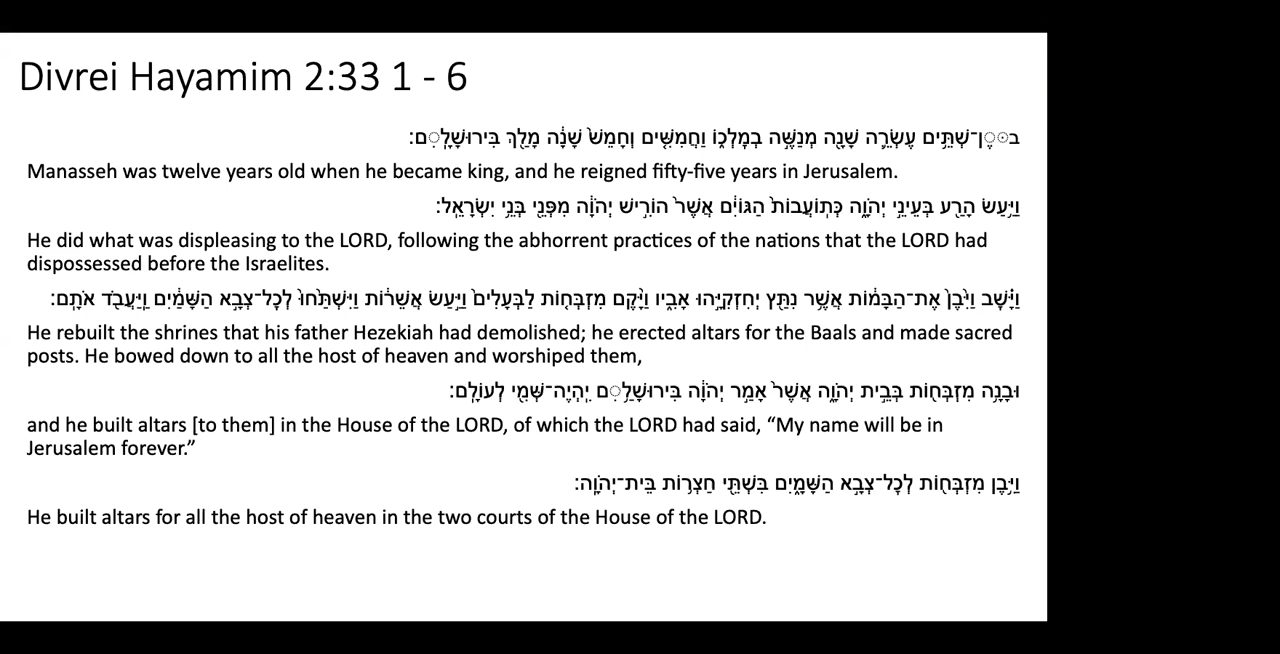 Divrei Hayamim 2:33 1 - 6
ב͏ֶּ֥ן־שְׁתֵּ֥ים עֶשְׂרֵ֛ה שָׁנָ֖ה מְנַשֶּׁ֣ה בְמׇלְכ֑וֹ וַחֲמִשִּׁ֤ים וְחָמֵשׁ֙ שָׁנָ֔ה מָלַ֖ךְ בִּירוּשָׁלָֽ͏ִם׃
Manasseh was twelve years old when he became king, and he reigned fifty-five years in Jerusalem.
וַיַּ֥עַשׂ הָרַ֖ע בְּעֵינֵ֣י יְהֹוָ֑ה כְּתֽוֹעֲבוֹת֙ הַגּוֹיִ֔ם אֲשֶׁר֙ הוֹרִ֣ישׁ יְהֹוָ֔ה מִפְּנֵ֖י בְּנֵ֥י יִשְׂרָאֵֽל׃
He did what was displeasing to the LORD, following the abhorrent practices of the nations that the LORD had
dispossessed before the Israelites.
וַיָּ֗שׇׁב וַיִּ֙בֶן֙ אֶת־הַבָּמ֔וֹת אֲשֶׁ֥ר נִתַּ֖ץ יְחִזְקִיָּ֣הוּ אָבִ֑יו וַיָּ֨קֶם מִזְבְּח֤וֹת לַבְּעָלִים֙ וַיַּ֣עַשׂ אֲשֵׁר֔וֹת וַיִּשְׁתַּ֙חוּ֙ לְכׇל־צְבָ֣א הַשָּׁמַ֔יִם וַֽיַּעֲבֹ֖ד אֹתָֽם׃
He rebuilt the shrines that his father Hezekiah had demolished; he erected altars for the Baals and made sacred
posts. He bowed down to all the host of heaven and worshiped them,
וּבָנָ֥ה מִזְבְּח֖וֹת בְּבֵ֣ית יְהֹוָ֑ה אֲשֶׁר֙ אָמַ֣ר יְהֹוָ֔ה בִּירוּשָׁלַ֥͏ִם יִֽהְיֶה־שְּׁמִ֖י לְעוֹלָֽם׃
and he built altars [to them] in the House of the LORD, of which the LORD had said, “My name will be in
Jerusalem forever.”
וַיִּ֥בֶן מִזְבְּח֖וֹת לְכׇל־צְבָ֣א הַשָּׁמָ֑יִם בִּשְׁתֵּ֖י חַצְר֥וֹת בֵּית־יְהֹוָֽה׃
He built altars for all the host of heaven in the two courts of the House of the LORD.